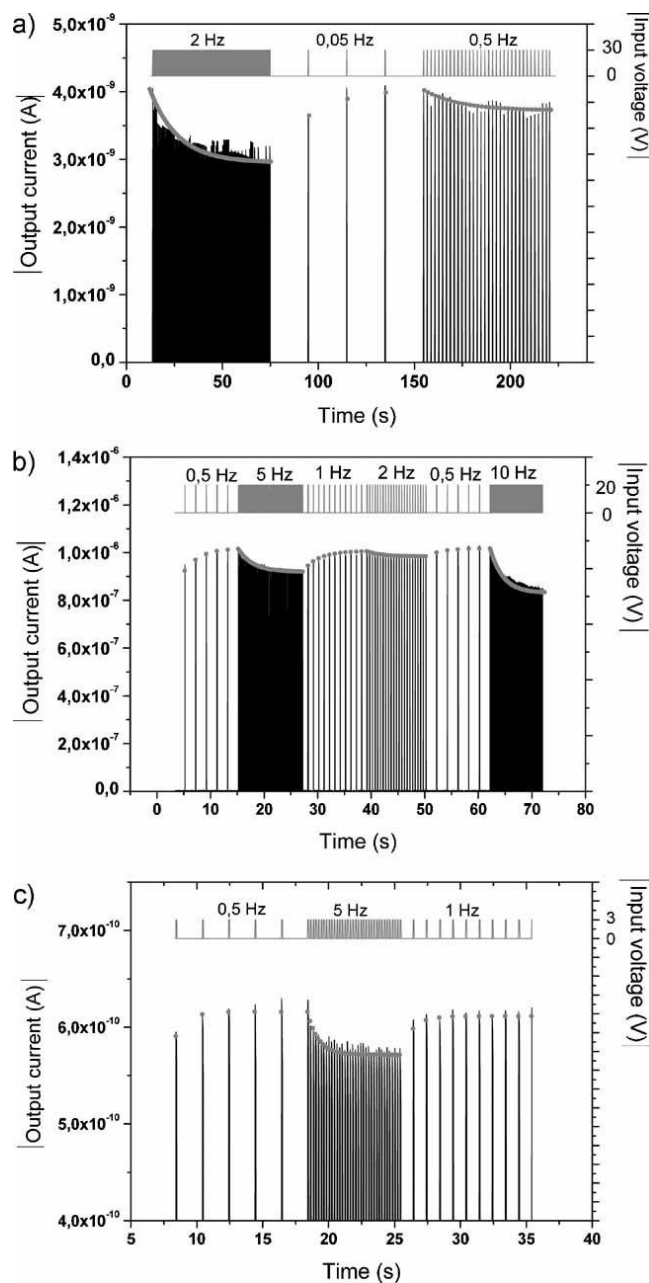 a)
5,0x10⁻⁹
2 Hz 0,05 Hz 0,5 Hz
30
0
4,0x10⁻⁹
3,0x10⁻⁹
2,0x10⁻⁹
1,0x10⁻⁹
0,0
|Output current (A)|
|Input voltage (V)|
0 50 100 150 200
Time (s)
b)
1,4x10⁻⁶
0,5 Hz 5 Hz 1 Hz 2 Hz 0,5 Hz 10 Hz
20
0
1,2x10⁻⁶
1,0x10⁻⁶
8,0x10⁻⁷
6,0x10⁻⁷
4,0x10⁻⁷
2,0x10⁻⁷
0,0
|Output current (A)|
|Input voltage (V)|
0 10 20 30 40 50 60 70 80
Time (s)
c)
0,5 Hz 5 Hz 1 Hz
3
0
7,0x10⁻¹⁰
6,0x10⁻¹⁰
5,0x10⁻¹⁰
4,0x10⁻¹⁰
|Output current (A)|
|Input voltage (V)|
5 10 15 20 25 30 35 40
Time (s)